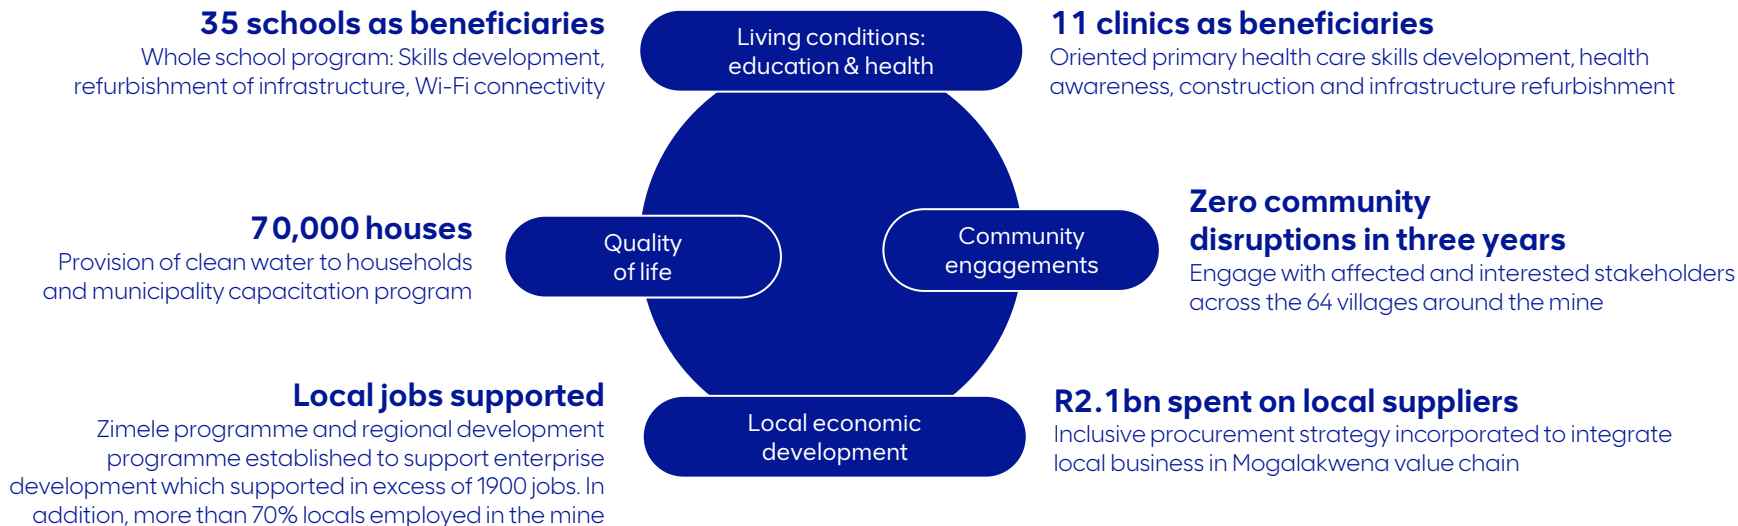 35 schools as beneficiaries
Whole school program: Skills development,
refurbishment of infrastructure, Wi-Fi connectivity
Living conditions:
education & health
11 clinics as beneficiaries
Oriented primary health care skills development, health
awareness, construction and infrastructure refurbishment
70,000 houses
Provision of clean water to households
and municipality capacitation program
Quality
of life
Community
engagements
Zero community
disruptions in three years
Engage with affected and interested stakeholders
across the 64 villages around the mine
Local jobs supported
Zimele programme and regional development
programme established to support enterprise
development which supported in excess of 1900 jobs. In
addition, more than 70% locals employed in the mine
Local economic
development
R2.1bn spent on local suppliers
Inclusive procurement strategy incorporated to integrate
local business in Mogalakwena value chain